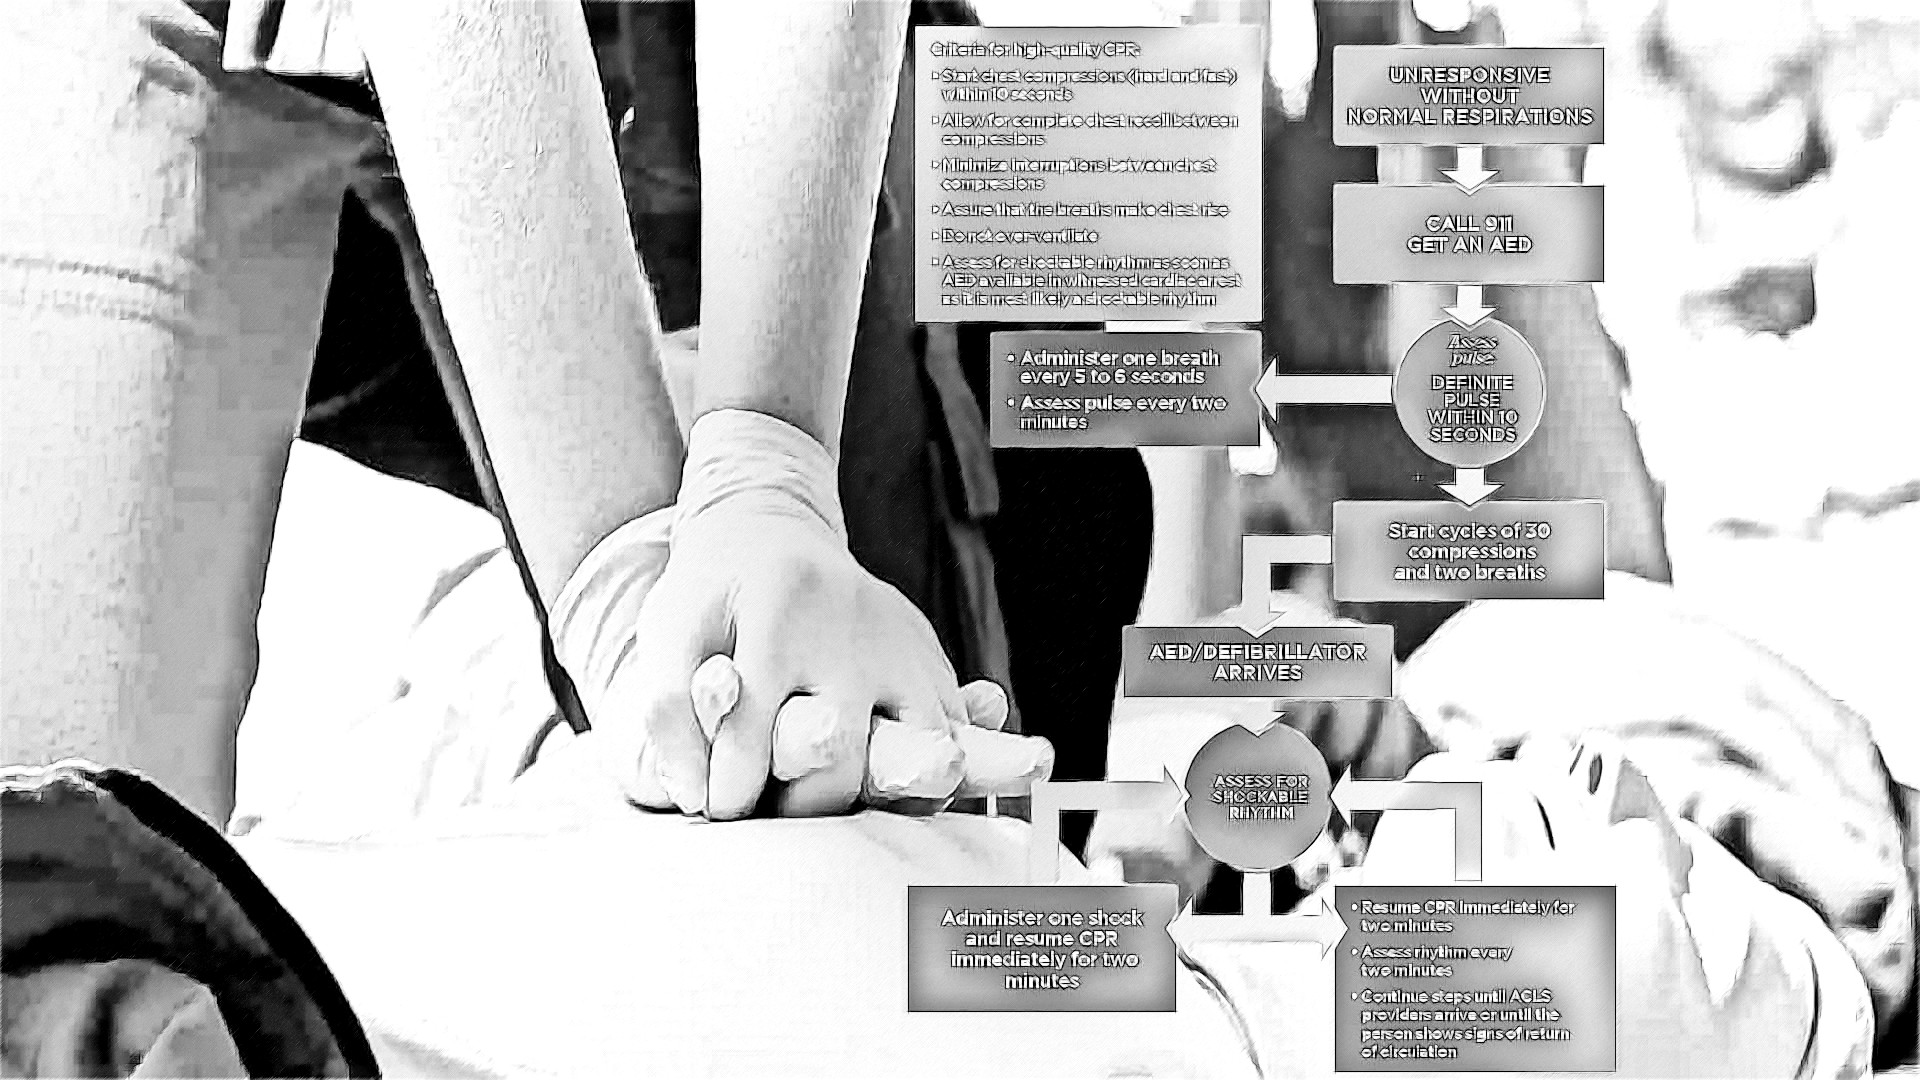 Criteria for high-quality CPR:
• Start chest compressions (hard and fast)
within 10 seconds
• Allow for complete chest recoil between
compressions
• Minimize interruptions between chest
compressions
• Assure that the breaths make chest rise
• Do not over-ventilate
• Assess for shockable rhythm as soon as
AED available in witnessed cardiac arrest
as it is most likely a shockable rhythm
UNRESPONSIVE
WITHOUT
NORMAL RESPIRATIONS
CALL 911
GET AN AED
Assess
pulse
DEFINITE
PULSE
WITHIN 10
SECONDS
• Administer one breath
every 5 to 6 seconds
• Assess pulse every two
minutes
Start cycles of 30
compressions
and two breaths
AED/DEFIBRILLATOR
ARRIVES
ASSESS FOR
SHOCKABLE
RHYTHM
Administer one shock
and resume CPR
immediately for two
minutes
• Resume CPR immediately for
two minutes
• Assess rhythm every
two minutes
• Continue steps until ACLS
providers arrive or until the
person shows signs of return
of circulation